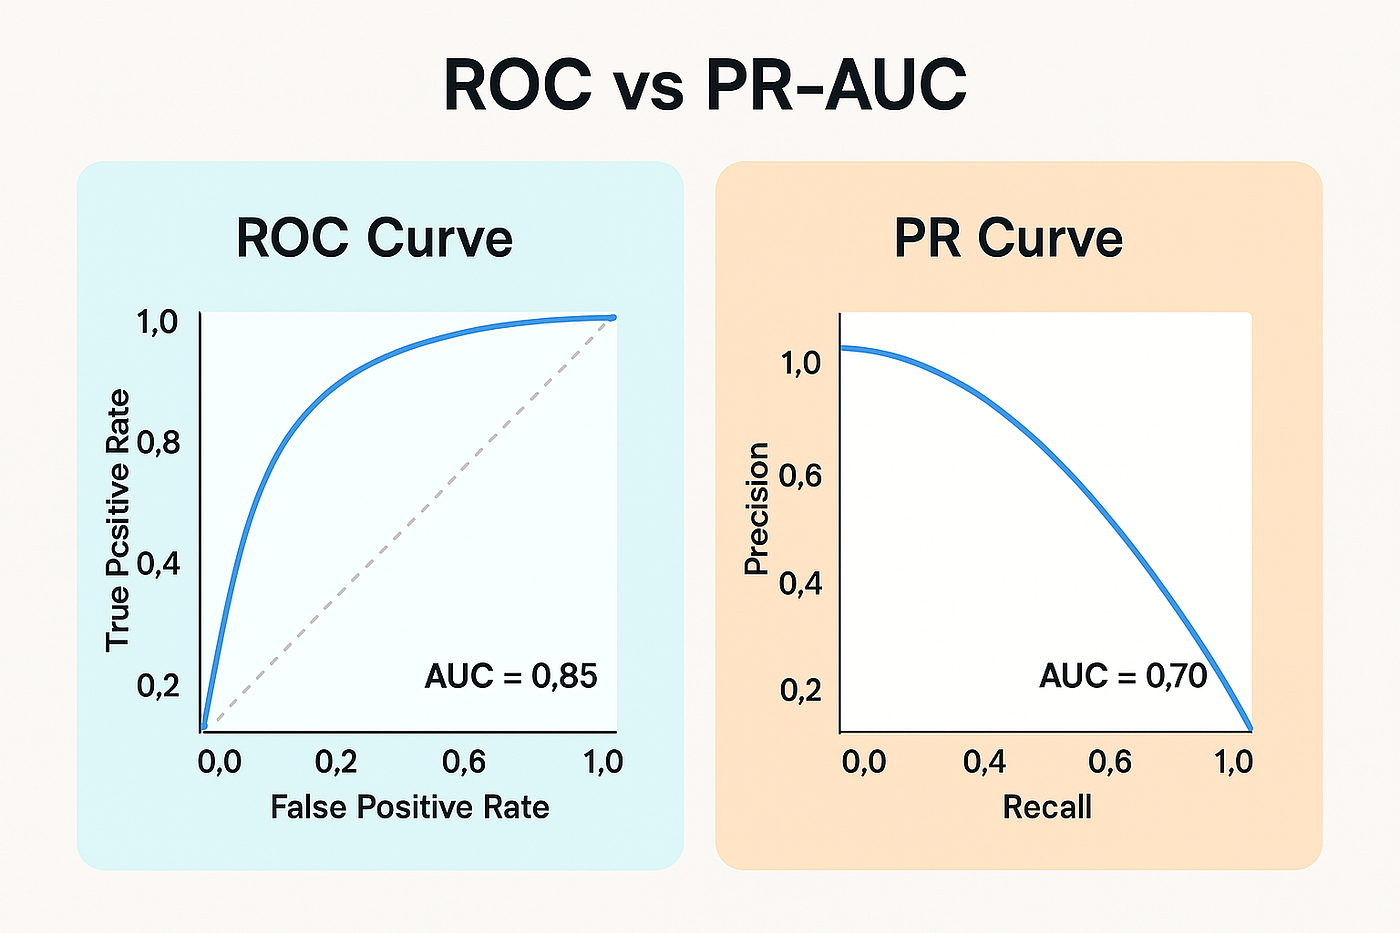 ROC vs PR-AUC
ROC Curve
True Pcsitive Rate
1,0
0,8
0,4
0,2
AUC = 0,85
0,0 0,2 0,6 1,0
False Positive Rate
PR Curve
Precision
1,0
0,6
0,4
0,2
AUC = 0,70
0,0 0,4 0,6 1,0
Recall